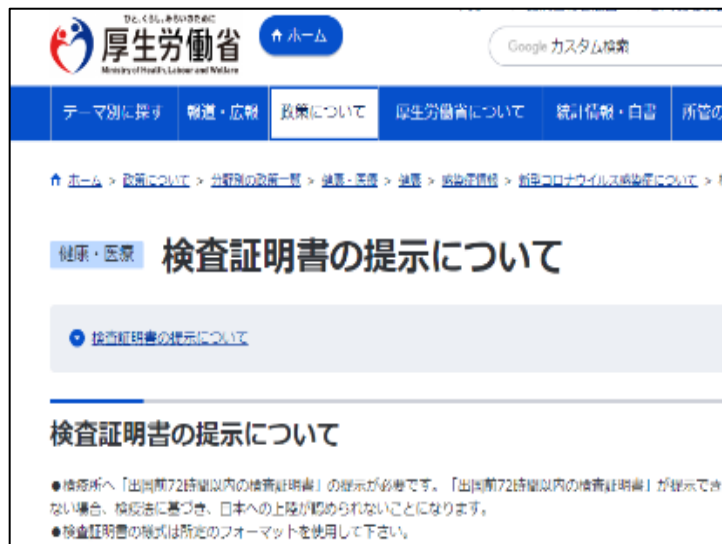 ひと、くらし、みらいのために
厚生労働省
Ministry of Health, Labour and Welfare
ホーム
Google カスタム検索
テーマ別に探す 報道・広報 政策について 厚生労働省について 統計情報・白書 所管の
ホーム > 政策について > 分野別の政策一覧 > 健康・医療 > 健康 > 感染症情報 > 新型コロナウイルス感染症について >
健康・医療 検査証明書の提示について
検査証明書の提示について
検査証明書の提示について
●検疫所へ「出国前72時間以内の検査証明書」の提示が必要です。「出国前72時間以内の検査証明書」が提示でき
ない場合、検疫法に基づき、日本への上陸が認められないことになります。
●検査証明書の様式は所定のフォーマットを使用して下さい。